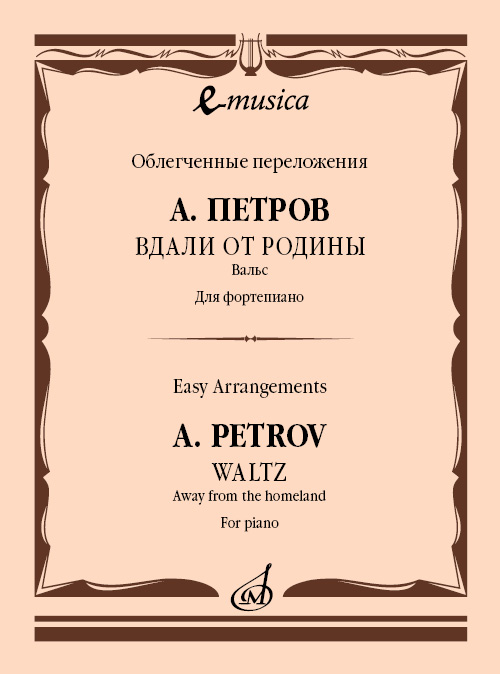 e-musica
Облегченные переложения
А. ПЕТРОВ
ВДАЛИ ОТ РОДИНЫ
Вальс
Для фортепиано
Easy Arrangements
A. PETROV
WALTZ
Away from the homeland
For piano
М